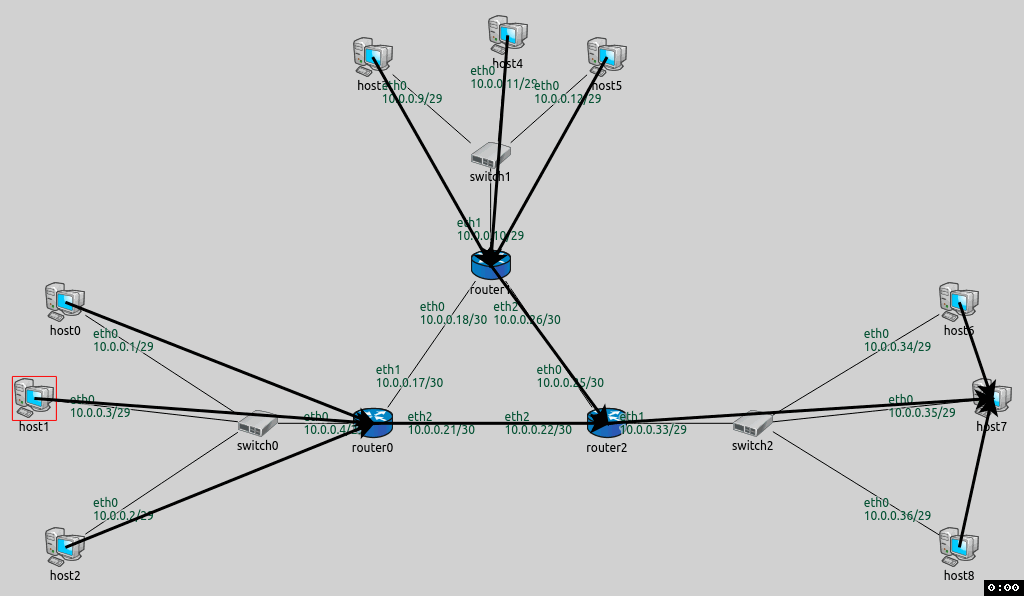 host4
host
host5
eth0
10.0.0.9/29
eth0
10.0.0.11/29
eth0
10.0.0.12/29
switch1
eth1
10.0.0.10/29
router1
host0
host6
eth0
10.0.0.18/30
eth2
10.0.0.26/30
eth0
10.0.0.1/29
eth0
10.0.0.34/29
eth1
10.0.0.17/30
eth0
10.0.0.25/30
host1
eth0
10.0.0.3/29
switch0
eth0
10.0.0.4/
router0
eth2
10.0.0.21/30
eth2
10.0.0.22/30
router2
eth1
10.0.0.33/29
switch2
eth0
10.0.0.35/29
host7
eth0
10.0.0.2/29
eth0
10.0.0.36/29
host2
host8
0:00